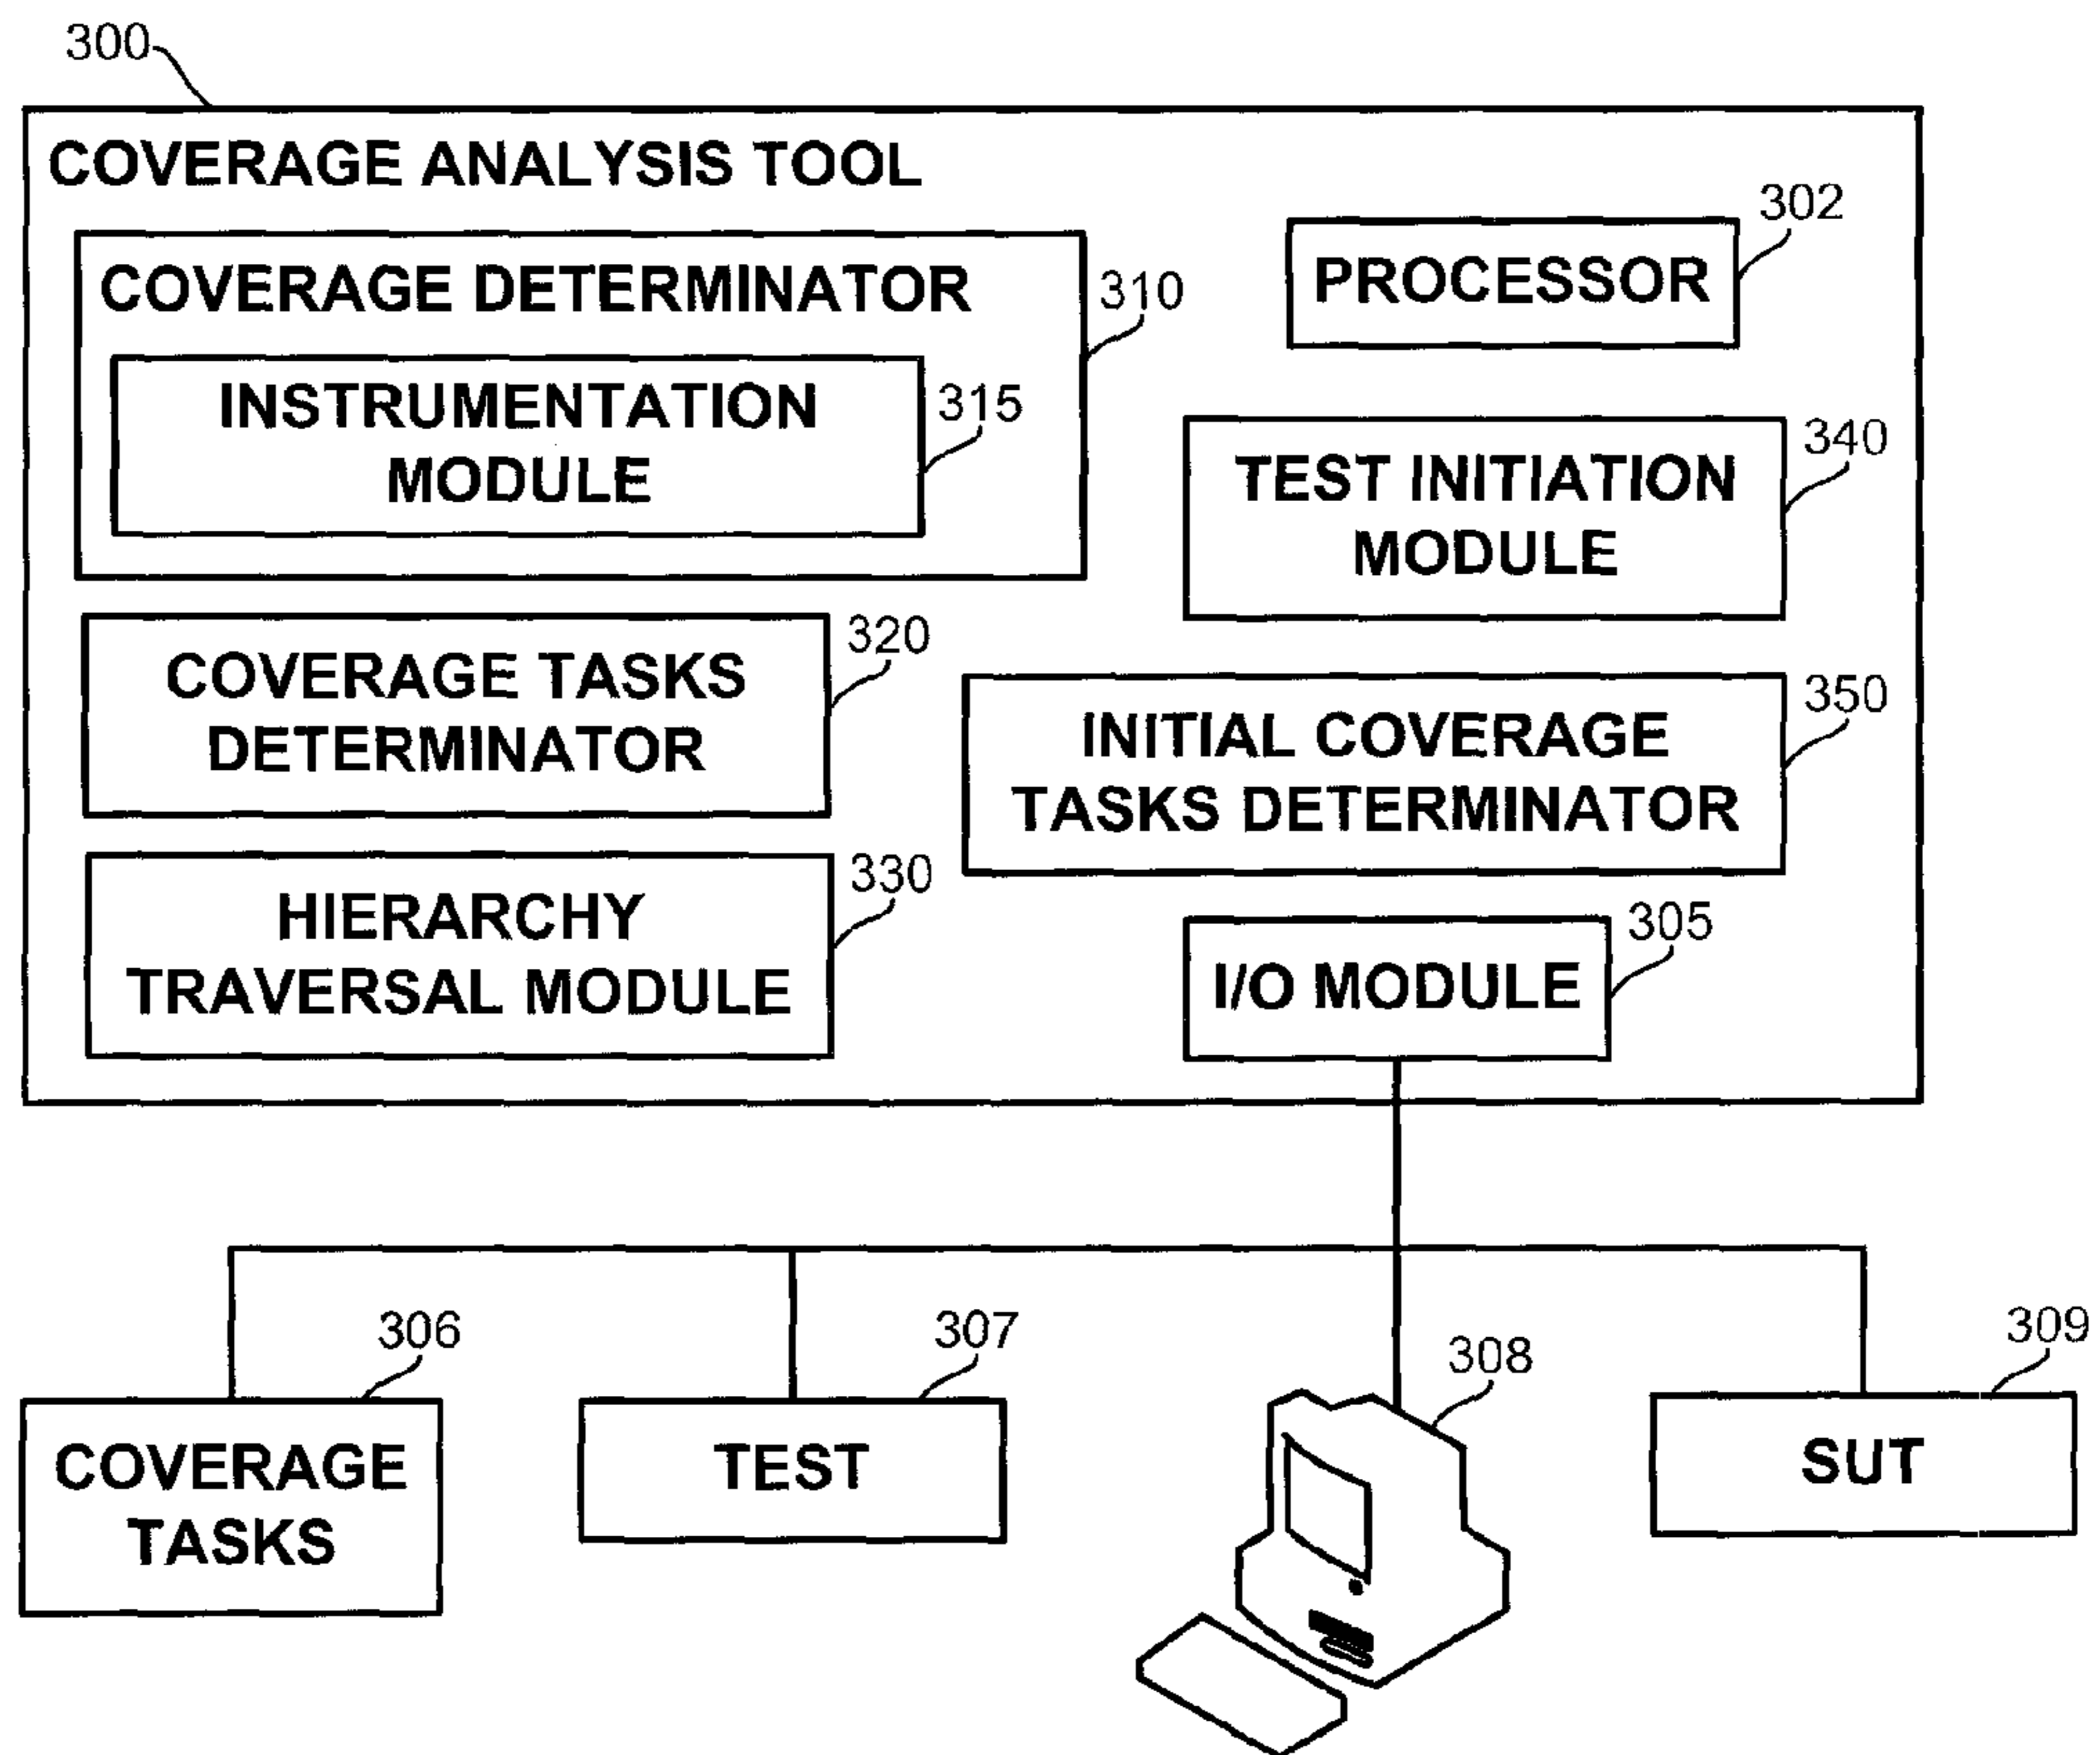 300
COVERAGE ANALYSIS TOOL
302
PROCESSOR
COVERAGE DETERMINATOR
310
INSTRUMENTATION
MODULE
315
340
TEST INITIATION
MODULE
320
COVERAGE TASKS
DETERMINATOR
350
INITIAL COVERAGE
TASKS DETERMINATOR
330
HIERARCHY
TRAVERSAL MODULE
305
I/O MODULE
306
COVERAGE
TASKS
307
TEST
308
309
SUT